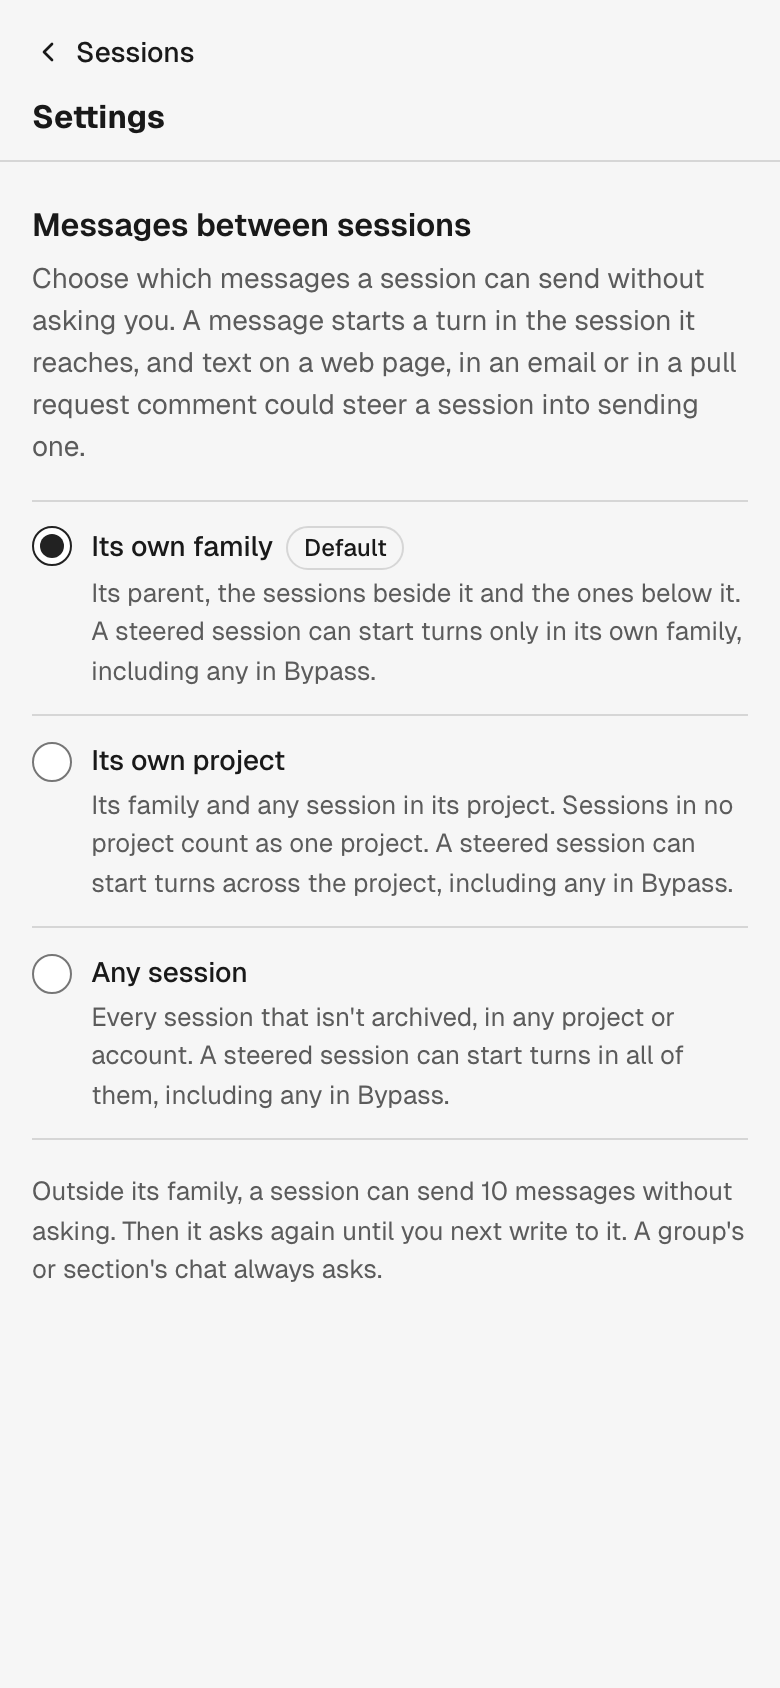 Sessions
Settings
Messages between sessions
Choose which messages a session can send without
asking you. A message starts a turn in the session it
reaches, and text on a web page, in an email or in a pull
request comment could steer a session into sending
one.
Its own family Default
Its parent, the sessions beside it and the ones below it.
A steered session can start turns only in its own family,
including any in Bypass.
Its own project
Its family and any session in its project. Sessions in no
project count as one project. A steered session can
start turns across the project, including any in Bypass.
Any session
Every session that isn't archived, in any project or
account. A steered session can start turns in all of
them, including any in Bypass.
Outside its family, a session can send 10 messages without
asking. Then it asks again until you next write to it. A group's
or section's chat always asks.